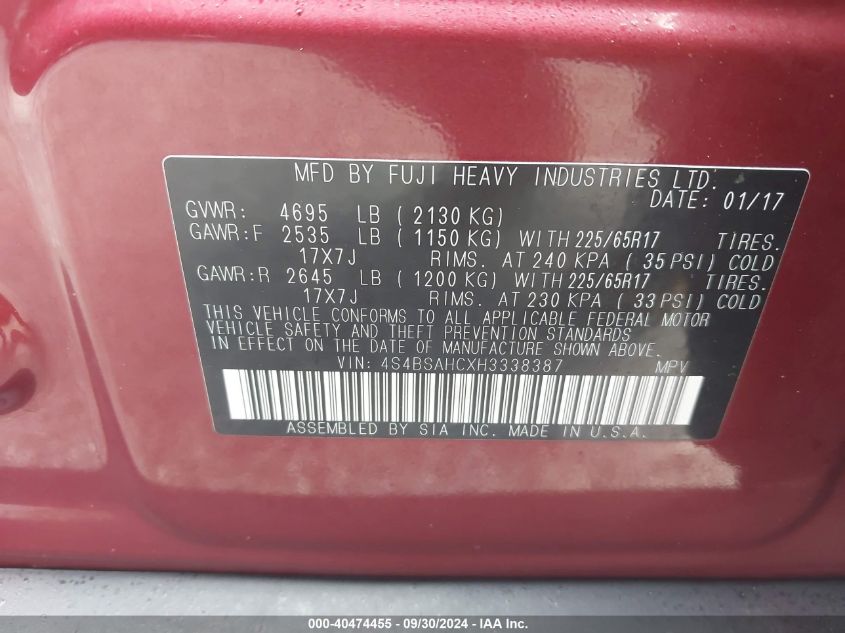 MFD BY FUJI HEAVY INDUSTRIES LTD.
DATE: 01/17
GVWR: 4695 LB ( 2130 KG)
GAWR:F 2535 LB ( 1150 KG) WITH 225/65R17 TIRES.
17X7J RIMS. AT 240 KPA ( 35 PSI) COLD
GAWR:R 2645 LB ( 1200 KG) WITH 225/65R17 TIRES.
17X7J RIMS. AT 230 KPA ( 33 PSI) COLD
THIS VEHICLE CONFORMS TO ALL APPLICABLE FEDERAL MOTOR
VEHICLE SAFETY AND THEFT PREVENTION STANDARDS
IN EFFECT ON THE DATE OF MANUFACTURE SHOWN ABOVE.
VIN: 4S4BSAHCXH3338387 MPV
ASSEMBLED BY SIA INC. MADE IN U.S.A.
000-40474455 - 09/30/2024 - IAA Inc.